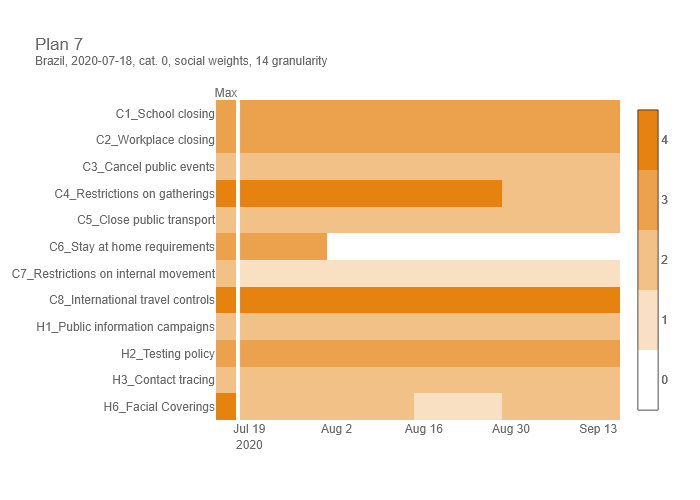 Plan 7
Brazil, 2020-07-18, cat. 0, social weights, 14 granularity
Max
C1_School closing
C2_Workplace closing
C3_Cancel public events
C4_Restrictions on gatherings
C5_Close public transport
C6_Stay at home requirements
C7_Restrictions on internal movement
C8_International travel controls
H1_Public information campaigns
H2_Testing policy
H3_Contact tracing
H6_Facial Coverings
Jul 19 Aug 2 Aug 16 Aug 30 Sep 13
2020
4
3
2
1
0